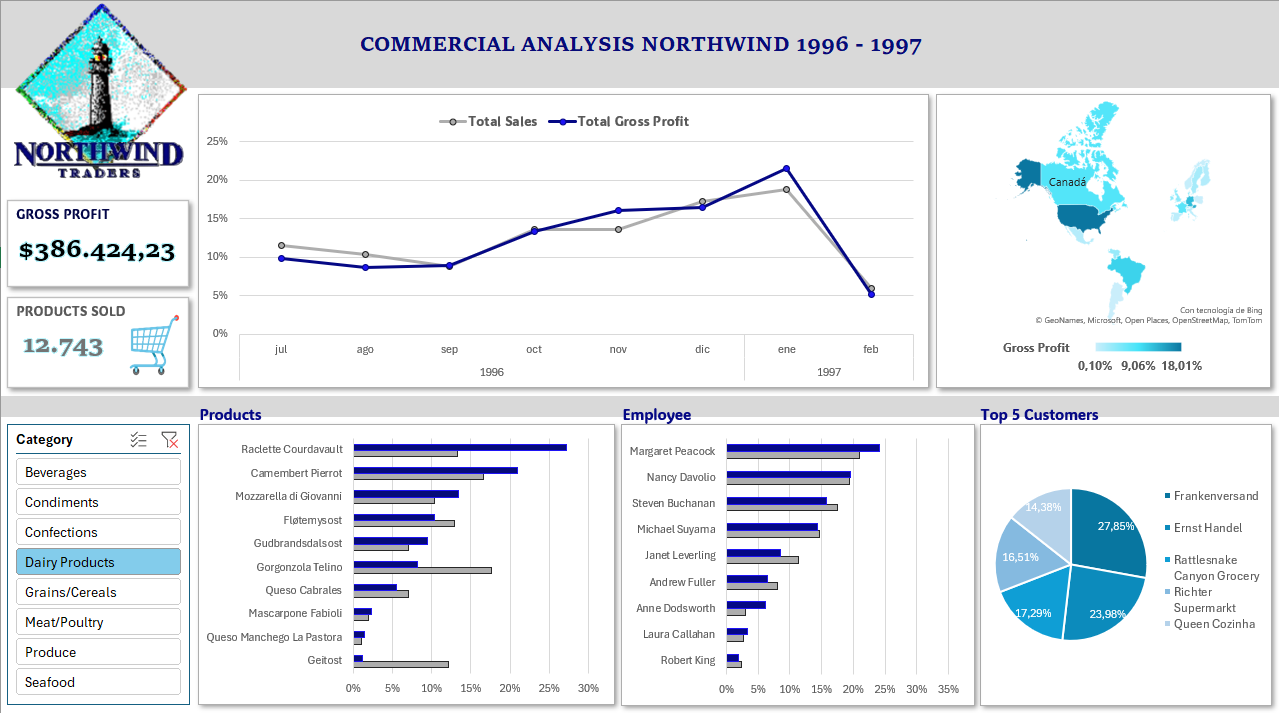 COMMERCIAL ANALYSIS NORTHWIND 1996 - 1997
NORTHWIND
TRADERS
GROSS PROFIT
$386.424,23
PRODUCTS SOLD
12.743
Total Sales
Total Gross Profit
25%
20%
15%
10%
5%
0%
jul ago sep oct nov dic ene feb
1996 1997
Canadá
Con tecnología de Bing
© GeoNames, Microsoft, Open Places, OpenStreetMap, TomTom
Gross Profit
0,10% 9,06% 18,01%
Category
Beverages
Condiments
Confections
Dairy Products
Grains/Cereals
Meat/Poultry
Produce
Seafood
Products
Raclette Courdavault
Camembert Pierrot
Mozzarella di Giovanni
Fløtemysost
Gudbrandsdalsost
Gorgonzola Telino
Queso Cabrales
Mascarpone Fabioli
Queso Manchego La Pastora
Geitost
0% 5% 10% 15% 20% 25% 30%
Employee
Margaret Peacock
Nancy Davolio
Steven Buchanan
Michael Suyama
Janet Leverling
Andrew Fuller
Anne Dodsworth
Laura Callahan
Robert King
0% 5% 10% 15% 20% 25% 30% 35%
Top 5 Customers
27,85%
23,98%
17,29%
16,51%
14,38%
Frankenversand
Ernst Handel
Rattlesnake
Canyon Grocery
Richter
Supermarkt
Queen Cozinha